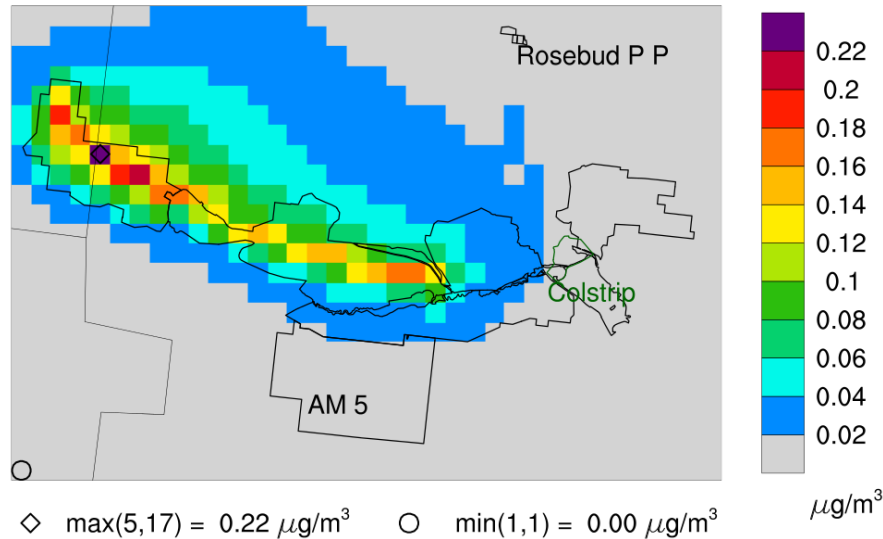 Rosebud P P
Colstrip
AM 5
0.22
0.2
0.18
0.16
0.14
0.12
0.1
0.08
0.06
0.04
0.02
μg/m³
max(5,17) = 0.22 μg/m³
min(1,1) = 0.00 μg/m³